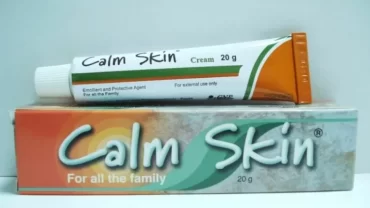 Calm Skin
Cream 20 g
Emollient and Protective Agent
For all the Family
For external use only
Calm Skin®
For all the family
20 g